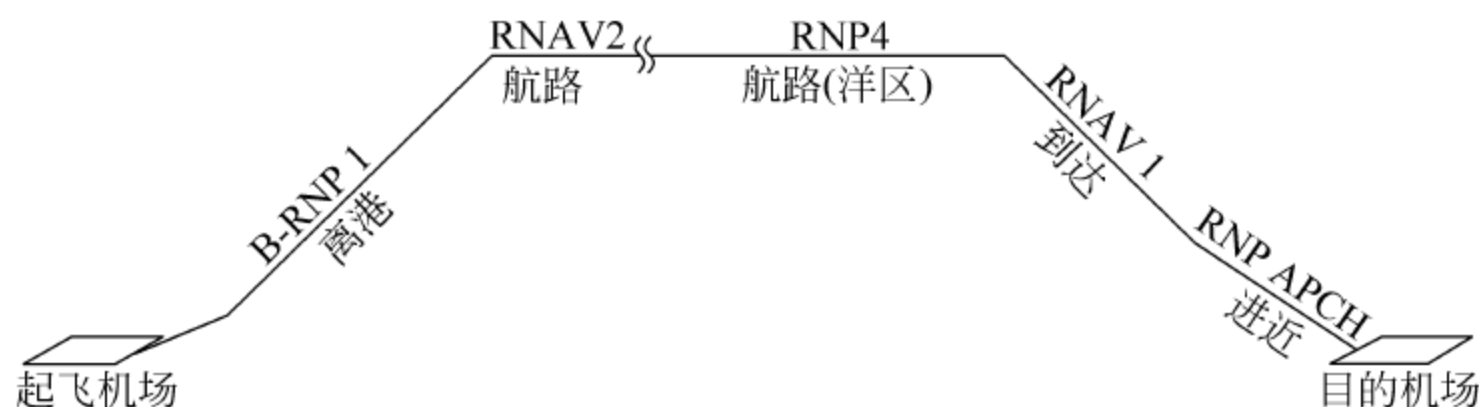 RNAV2
航路
RNP4
航路(洋区)
B-RNP 1
离港
RNAV 1
到达
RNP APCH
进近
起飞机场
目的机场